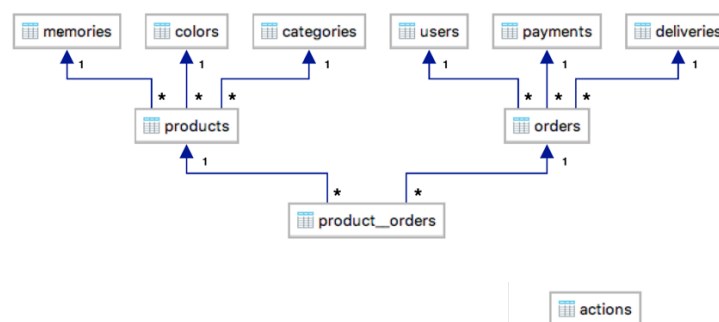 memories colors categories users payments deliveries
1 1 1 1 1 1
* * * * * *
products orders
1 1
* *
product__orders
actions